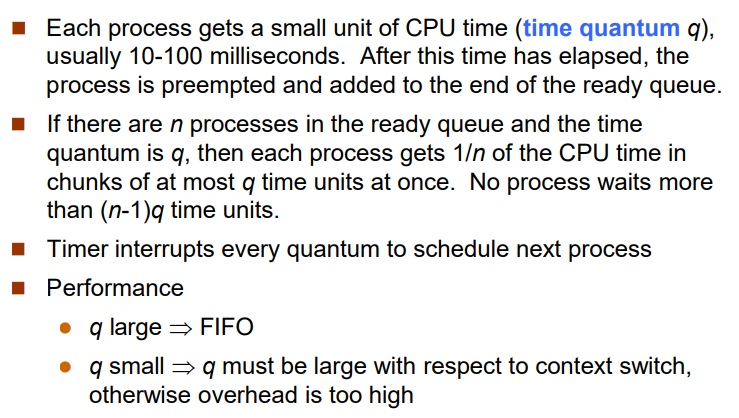 ■ Each process gets a small unit of CPU time (time quantum q),
usually 10-100 milliseconds.  After this time has elapsed, the
process is preempted and added to the end of the ready queue.
■ If there are n processes in the ready queue and the time
quantum is q, then each process gets 1/n of the CPU time in
chunks of at most q time units at once.  No process waits more
than (n-1)q time units.
■ Timer interrupts every quantum to schedule next process
■ Performance
● q large ⇒ FIFO
● q small ⇒ q must be large with respect to context switch,
otherwise overhead is too high